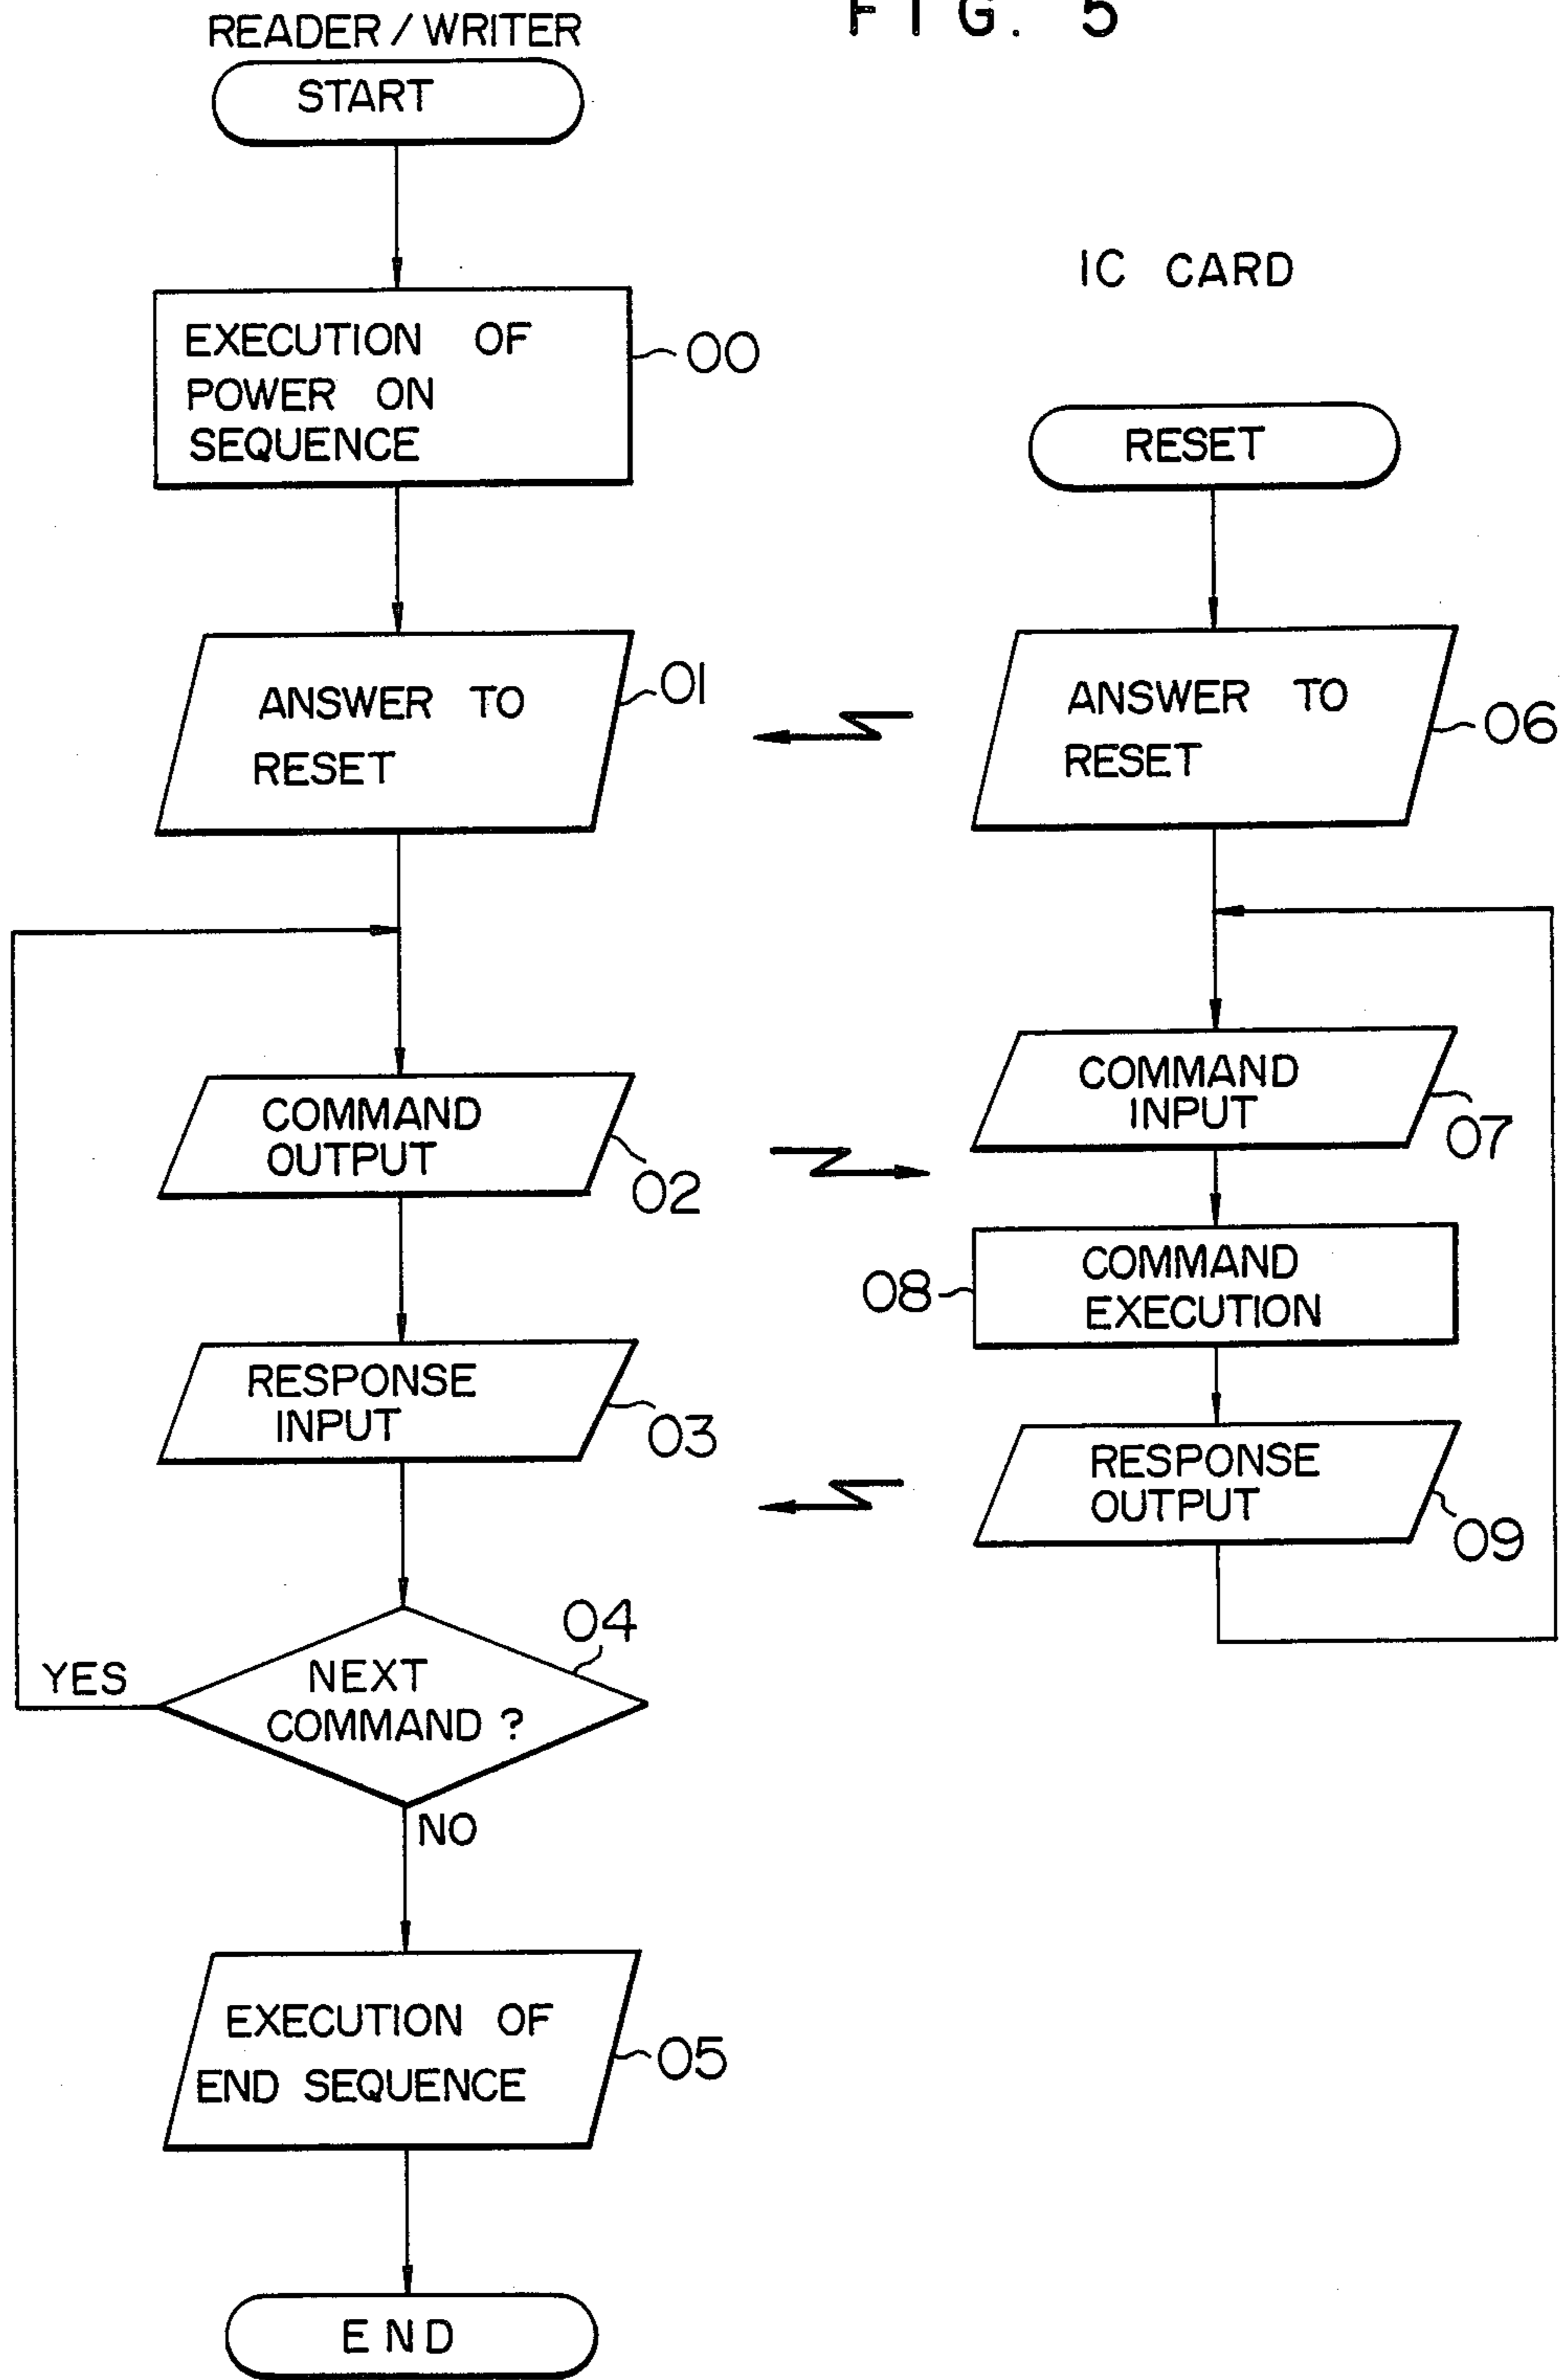 FIG. 5
READER/WRITER
START
EXECUTION OF
POWER ON
SEQUENCE
00
ANSWER TO
RESET
01
COMMAND
OUTPUT
02
RESPONSE
INPUT
03
04
NEXT
COMMAND ?
YES
NO
EXECUTION OF
END SEQUENCE
05
END
IC CARD
RESET
ANSWER TO
RESET
06
COMMAND
INPUT
07
COMMAND
EXECUTION
08
RESPONSE
OUTPUT
09